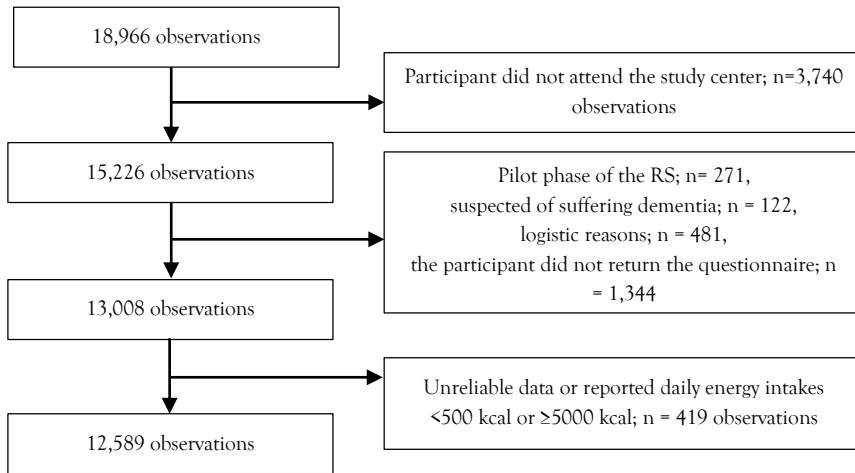 18,966 observations
Participant did not attend the study center; n=3,740
observations
15,226 observations
Pilot phase of the RS; n= 271,
suspected of suffering dementia; n = 122,
logistic reasons; n = 481,
the participant did not return the questionnaire; n
= 1,344
13,008 observations
Unreliable data or reported daily energy intakes
<500 kcal or ≥5000 kcal; n = 419 observations
12,589 observations